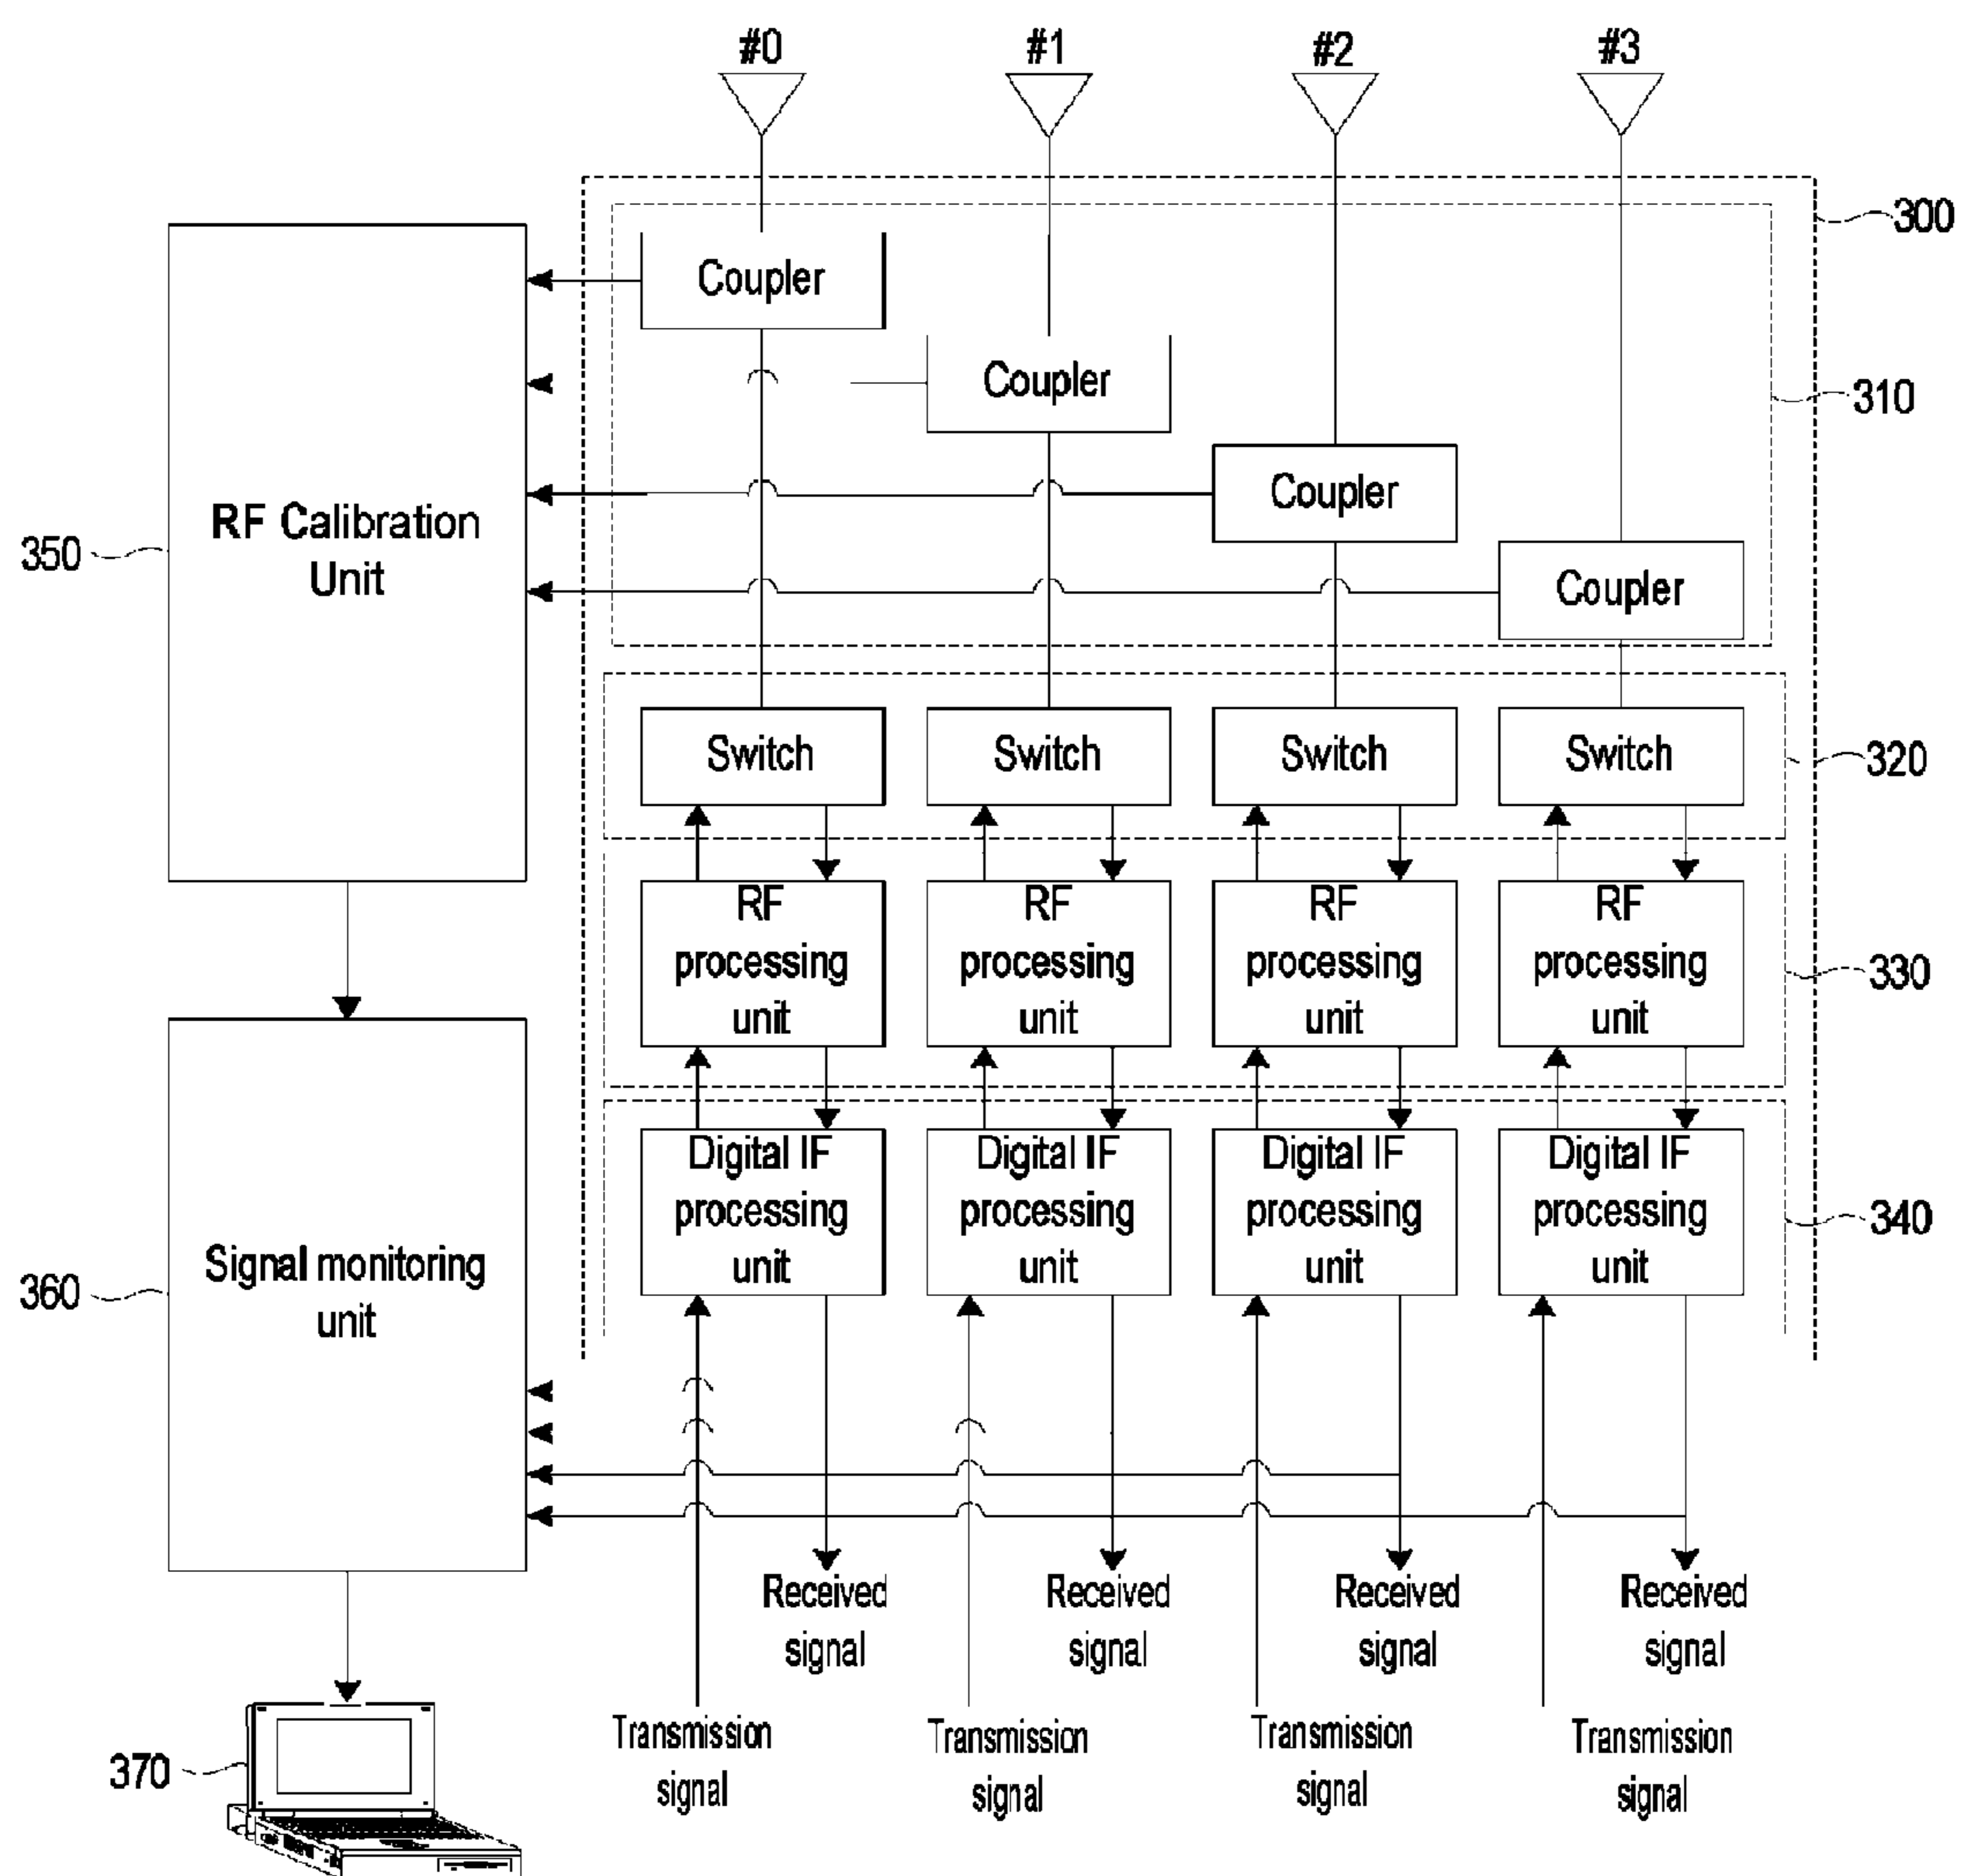 #0 #1 #2 #3
300
Coupler
310
Coupler
Coupler
RF Calibration
Unit
350
Coupler
Switch Switch Switch Switch
320
RF RF RF RF
processing processing processing processing
unit unit unit unit
330
Digital IF Digital IF Digital IF Digital IF
processing processing processing processing
unit unit unit unit
340
Signal monitoring
unit
360
Received Received Received Received
signal signal signal signal
Transmission Transmission Transmission Transmission
signal signal signal signal
370